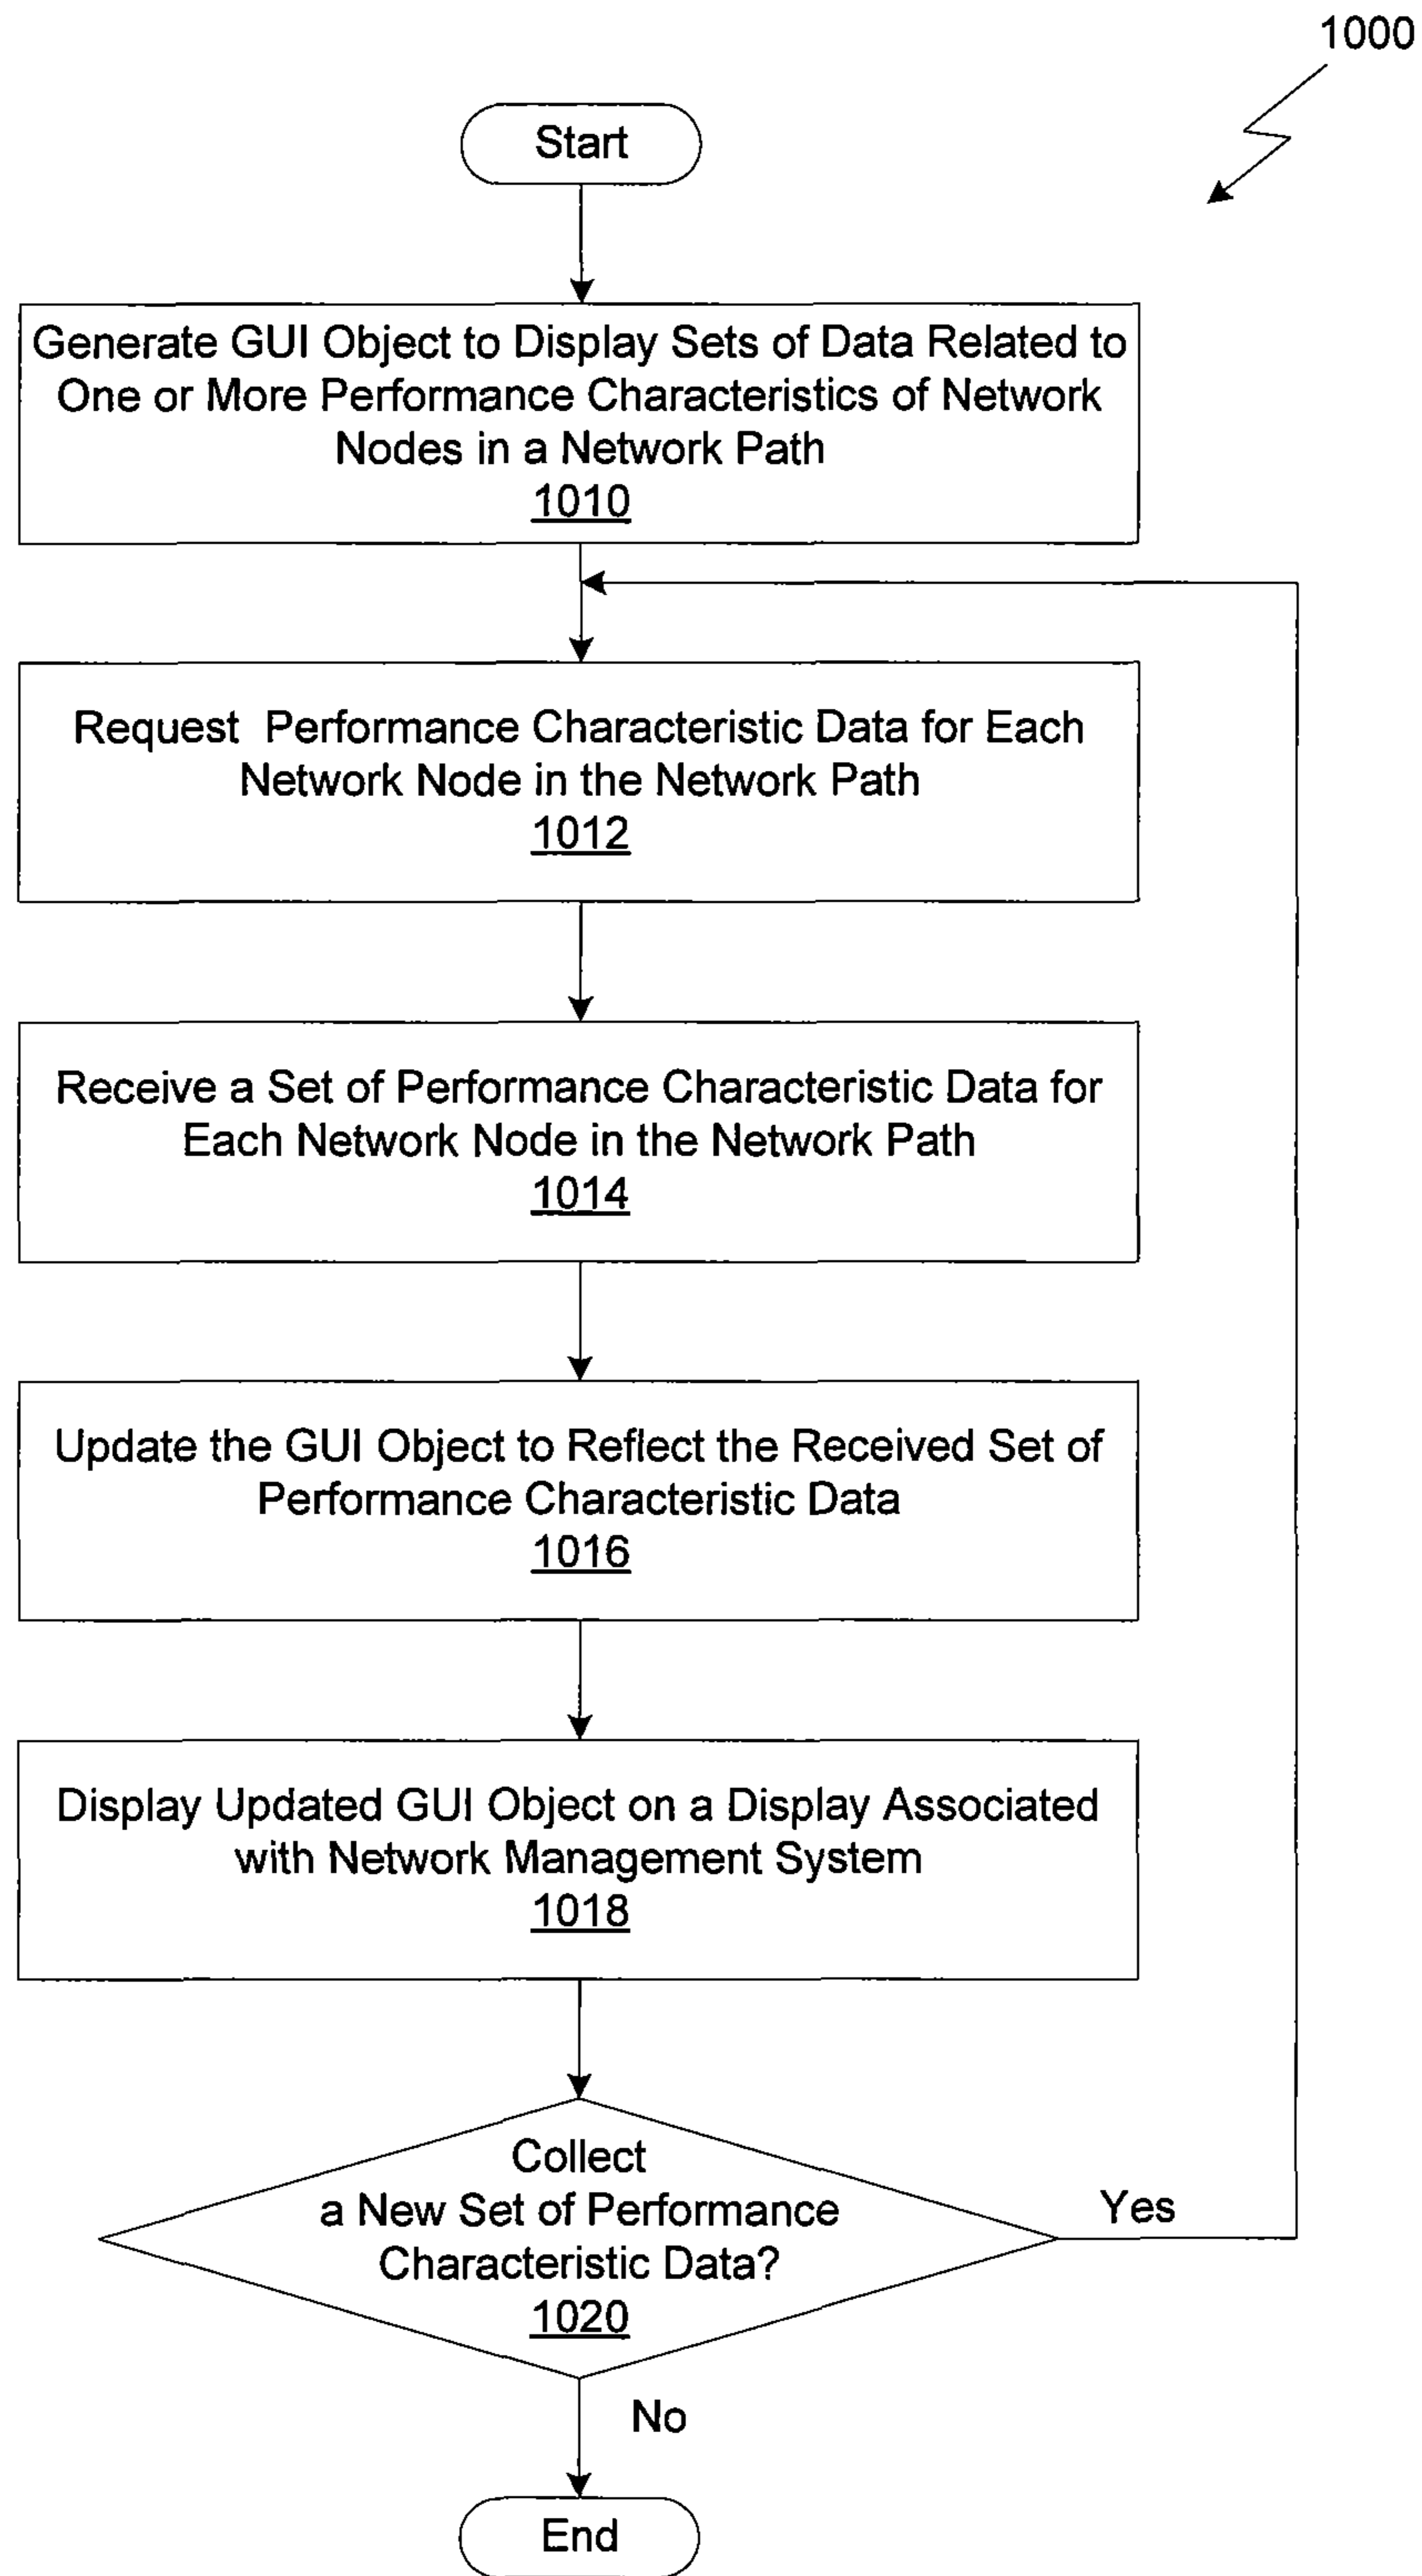 1000
Start
Generate GUI Object to Display Sets of Data Related to
One or More Performance Characteristics of Network
Nodes in a Network Path
1010
Request Performance Characteristic Data for Each
Network Node in the Network Path
1012
Receive a Set of Performance Characteristic Data for
Each Network Node in the Network Path
1014
Update the GUI Object to Reflect the Received Set of
Performance Characteristic Data
1016
Display Updated GUI Object on a Display Associated
with Network Management System
1018
Collect
a New Set of Performance
Characteristic Data?
1020
Yes
No
End